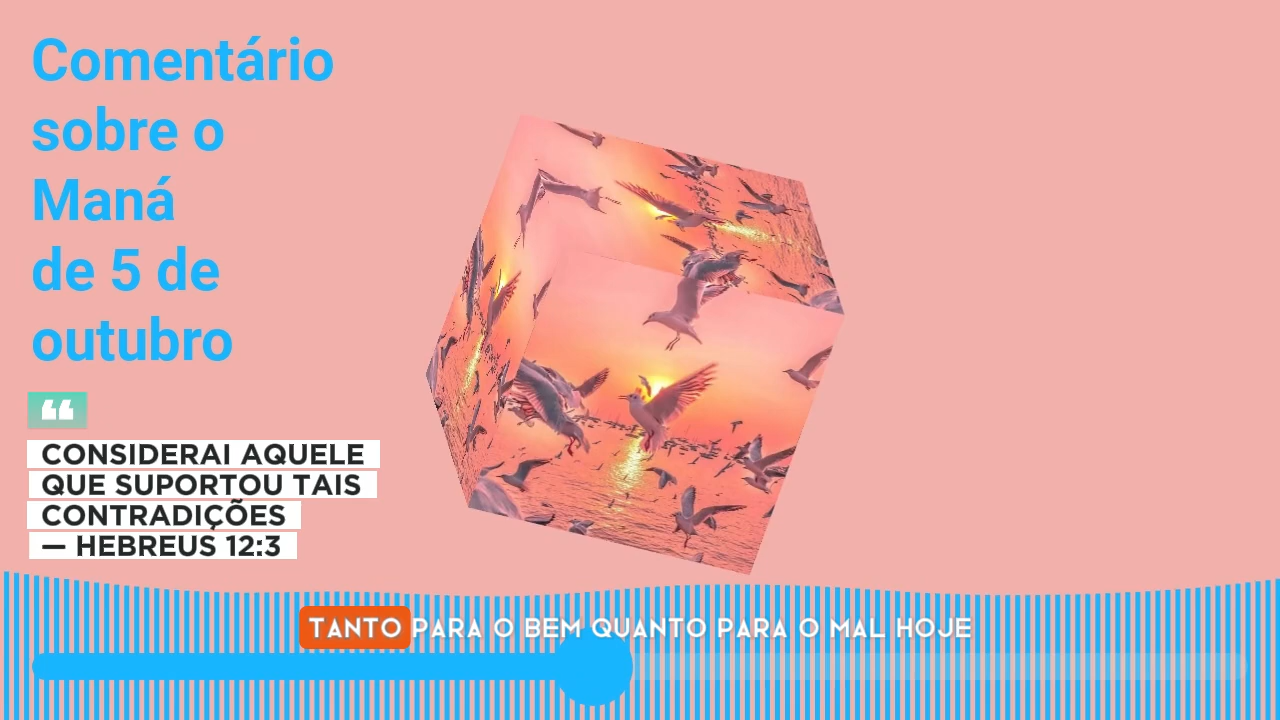 Comentário
sobre o
Maná
de 5 de
outubro
❝
CONSIDERAI AQUELE
QUE SUPORTOU TAIS
CONTRADIÇÕES
— HEBREUS 12:3
TANTO PARA O BEM QUANTO PARA O MAL HOJE